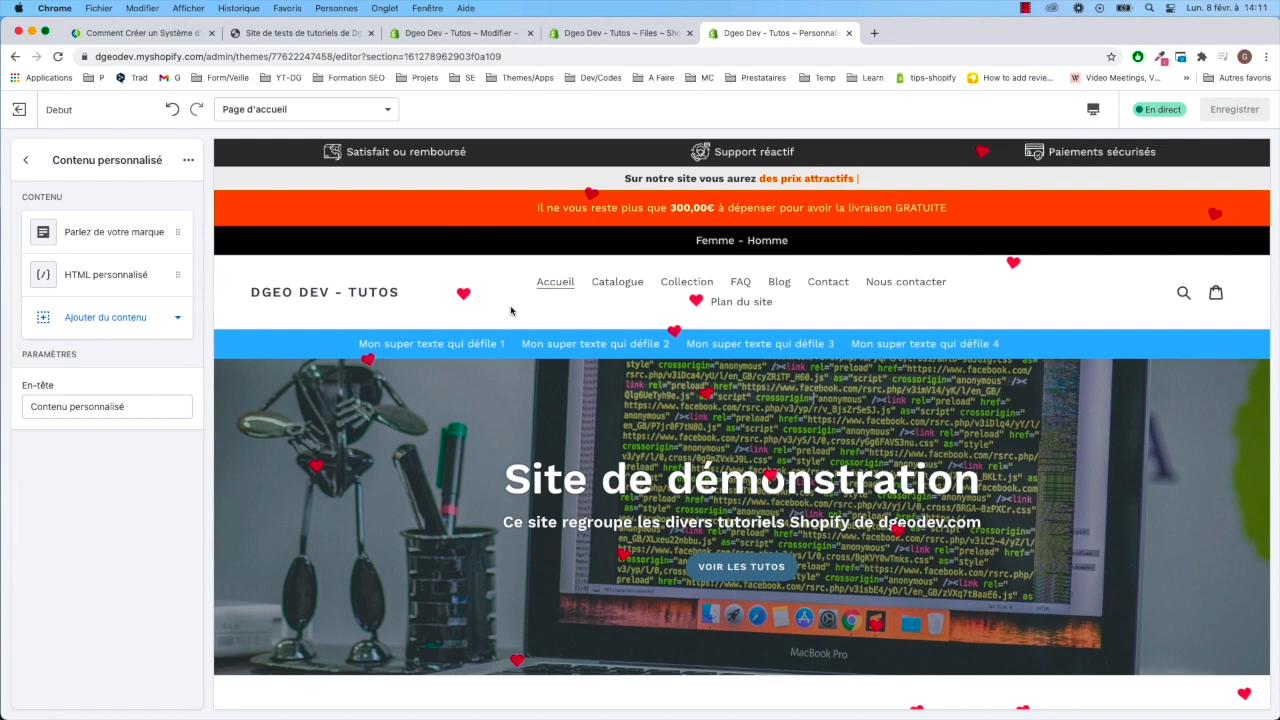 Chrome Fichier Modifier Afficher Historique Favoris Personnes Onglet Fenêtre Aide Lun. 8 févr. à 14:11
Comment Créer un Système d' Site de tests de tutoriels de Dg Dgeo Dev - Tutos ~ Modifier ~ Dgeo Dev - Tutos ~ Files ~ Sho Dgeo Dev - Tutos ~ Personnali
dgeodev.myshopify.com/admin/themes/77622247458/editor?section=161278962903f0a109
Applications P Trad G Form/Veille YT-DG Formation SEO Projets SE Themes/Apps Dev/Codes A Faire MC Prestataires Temp Learn tips-shopify How to add revie... Video Meetings, V... » Autres favoris
Debut Page d'accueil En direct Enregistrer
Contenu personnalisé
CONTENU
Parlez de votre marque
HTML personnalisé
Ajouter du contenu
PARAMÈTRES
En-tête
Contenu personnalisé
Satisfait ou remboursé Support réactif Paiements sécurisés
Sur notre site vous aurez des prix attractifs |
Il ne vous reste plus que 300,00€ à dépenser pour avoir la livraison GRATUITE
Femme - Homme
DGEO DEV - TUTOS
Accueil Catalogue Collection FAQ Blog Contact Nous contacter
Plan du site
Mon super texte qui défile 1 Mon super texte qui défile 2 Mon super texte qui défile 3 Mon super texte qui défile 4
Site de démonstration
Ce site regroupe les divers tutoriels Shopify de dgeodev.com
VOIR LES TUTOS
MacBook Pro